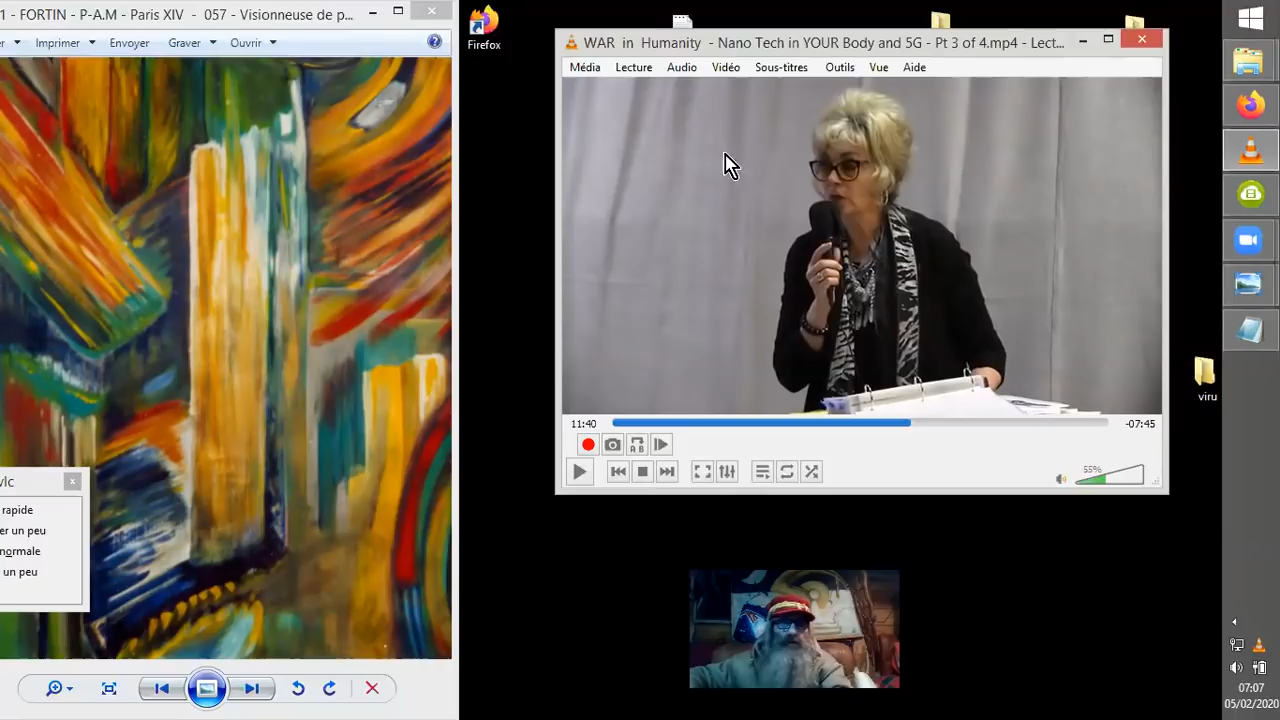 1 - FORTIN - P-A.M - Paris XIV - 057 - Visionneuse de p...
Imprimer
Envoyer
Graver
Ouvrir
Firefox
WAR in Humanity - Nano Tech in YOUR Body and 5G - Pt 3 of 4.mp4 - Lect...
Média Lecture Audio Vidéo Sous-titres Outils Vue Aide
11:40
-07:45
A B
55%
Vlc
rapide
er un peu
normale
un peu
viru
07:07
05/02/2020